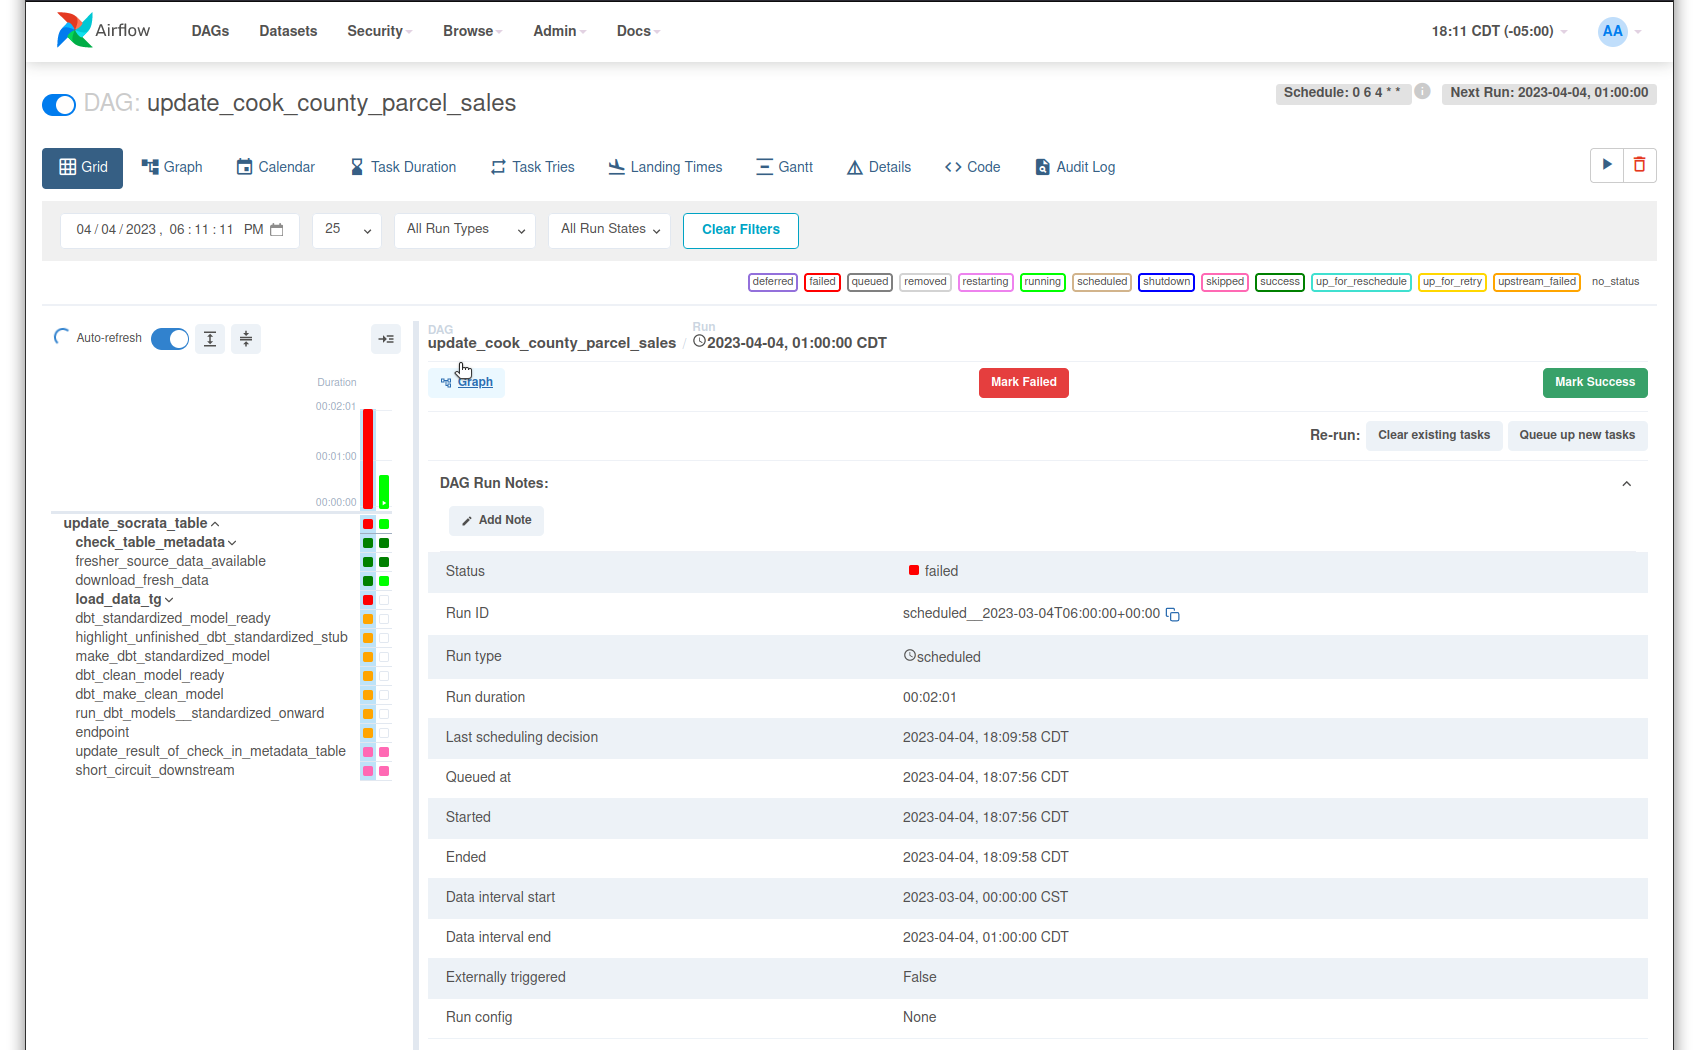 Airflow DAGs Datasets Security Browse Admin Docs 18:11 CDT (-05:00) AA
DAG: update_cook_county_parcel_sales Schedule: 0 6 4 * * i Next Run: 2023-04-04, 01:00:00
Grid Graph Calendar Task Duration Task Tries Landing Times Gantt Details Code Audit Log
04/04/2023, 06:11:11 PM 25 All Run Types All Run States Clear Filters
deferred failed queued removed restarting running scheduled shutdown skipped success up_for_reschedule up_for_retry upstream_failed no_status
Auto-refresh
Duration
00:02:01
00:01:00
00:00:00
update_socrata_table
check_table_metadata
fresher_source_data_available
download_fresh_data
load_data_tg
dbt_standardized_model_ready
highlight_unfinished_dbt_standardized_stub
make_dbt_standardized_model
dbt_clean_model_ready
dbt_make_clean_model
run_dbt_models__standardized_onward
endpoint
update_result_of_check_in_metadata_table
short_circuit_downstream
DAG Run
update_cook_county_parcel_sales / 2023-04-04, 01:00:00 CDT
Graph Mark Failed Mark Success
Re-run: Clear existing tasks Queue up new tasks
DAG Run Notes:
Add Note
Status failed
Run ID scheduled__2023-03-04T06:00:00+00:00
Run type scheduled
Run duration 00:02:01
Last scheduling decision 2023-04-04, 18:09:58 CDT
Queued at 2023-04-04, 18:07:56 CDT
Started 2023-04-04, 18:07:56 CDT
Ended 2023-04-04, 18:09:58 CDT
Data interval start 2023-03-04, 00:00:00 CST
Data interval end 2023-04-04, 01:00:00 CDT
Externally triggered False
Run config None